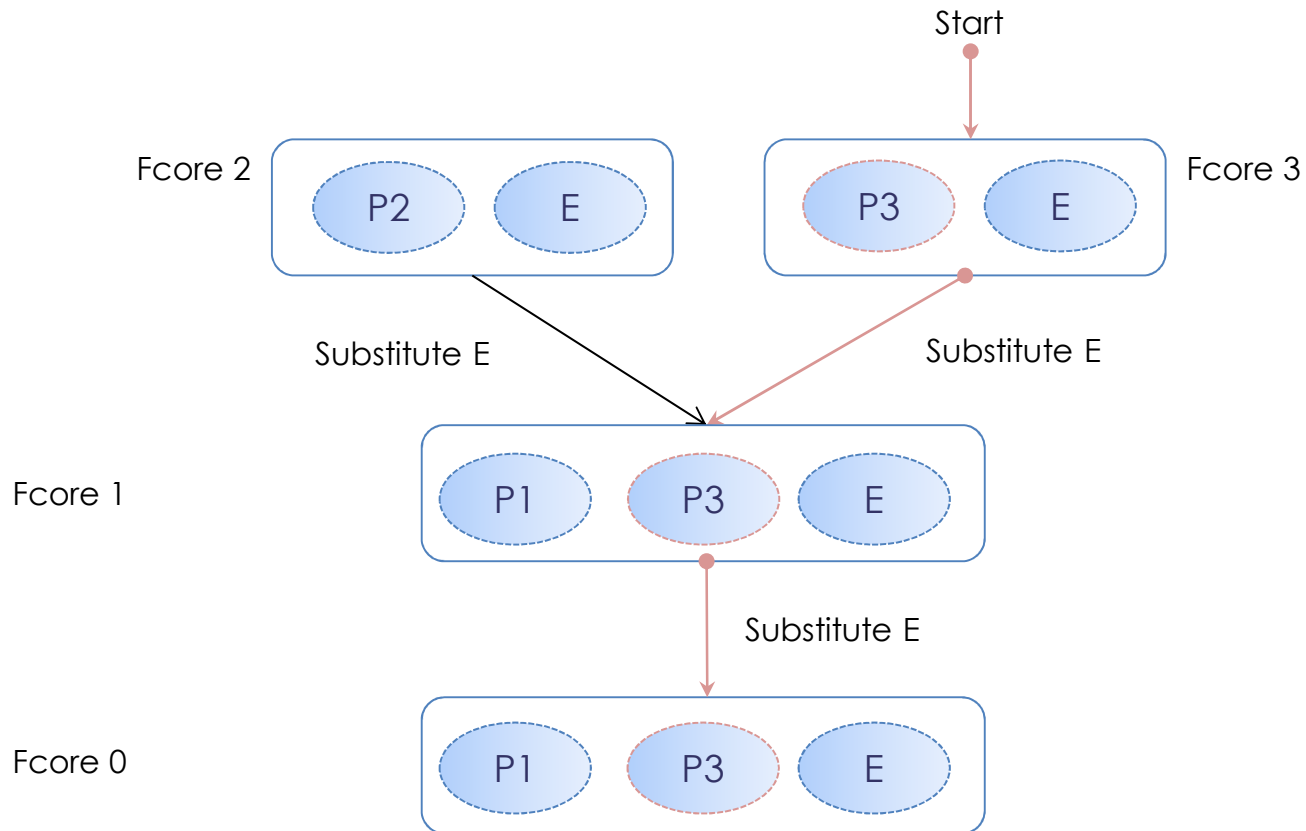 Start
Fcore 2
P2
E
P3
E
Fcore 3
Substitute E
Substitute E
Fcore 1
P1
P3
E
Substitute E
Fcore 0
P1
P3
E